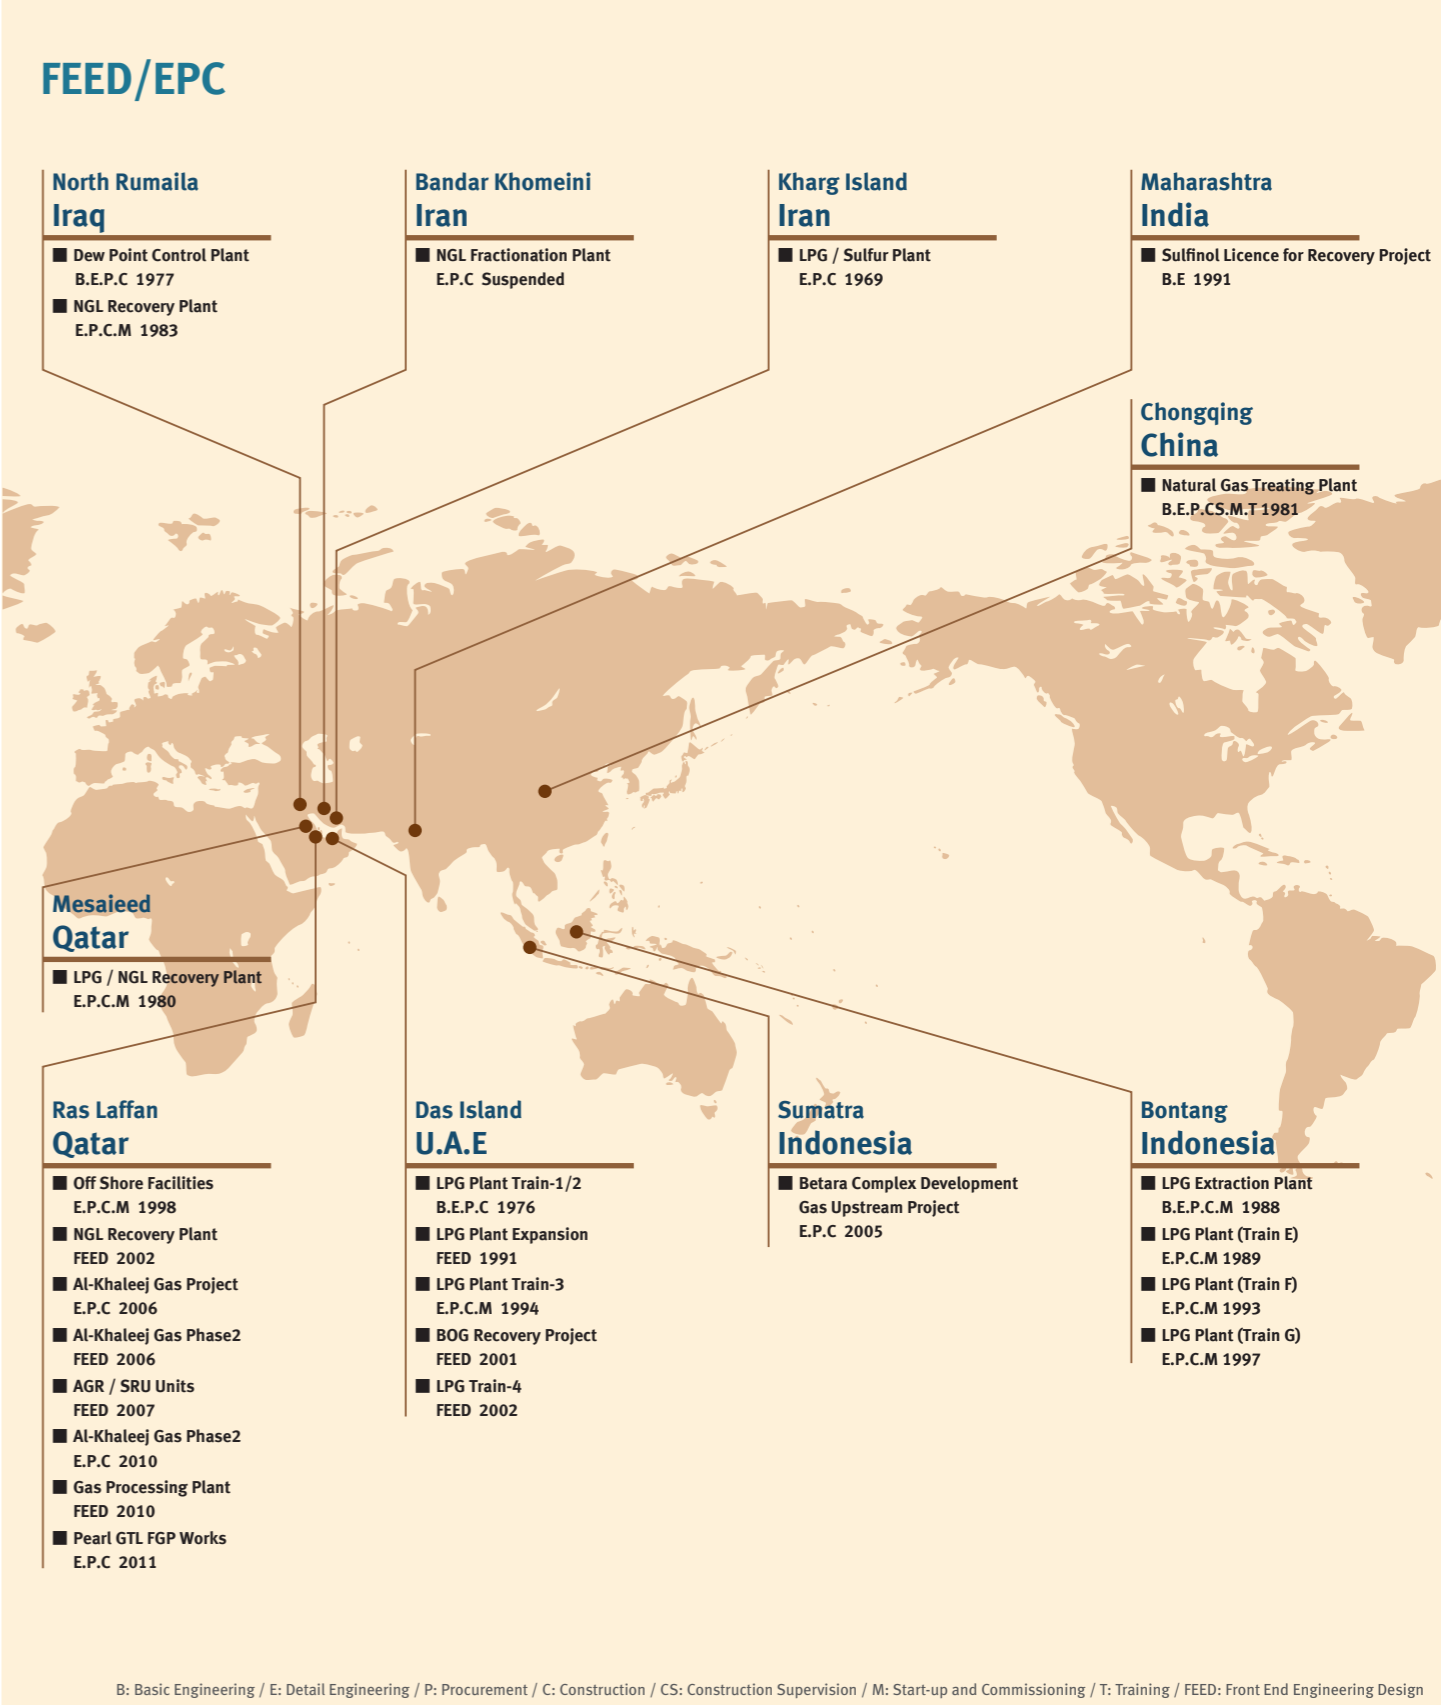 FEED/EPC
North Rumaila
Iraq
■ Dew Point Control Plant
B.E.P.C 1977
■ NGL Recovery Plant
E.P.C.M 1983
Bandar Khomeini
Iran
■ NGL Fractionation Plant
E.P.C Suspended
Kharg Island
Iran
■ LPG / Sulfur Plant
E.P.C 1969
Maharashtra
India
■ Sulfinol Licence for Recovery Project
B.E 1991
Chongqing
China
■ Natural Gas Treating Plant
B.E.P.CS.M.T 1981
Mesaieed
Qatar
■ LPG / NGL Recovery Plant
E.P.C.M 1980
Ras Laffan
Qatar
■ Off Shore Facilities
E.P.C.M 1998
■ NGL Recovery Plant
FEED 2002
■ Al-Khaleej Gas Project
E.P.C 2006
■ Al-Khaleej Gas Phase2
FEED 2006
■ AGR / SRU Units
FEED 2007
■ Al-Khaleej Gas Phase2
E.P.C 2010
■ Gas Processing Plant
FEED 2010
■ Pearl GTL FGP Works
E.P.C 2011
Das Island
U.A.E
■ LPG Plant Train-1/2
B.E.P.C 1976
■ LPG Plant Expansion
FEED 1991
■ LPG Plant Train-3
E.P.C.M 1994
■ BOG Recovery Project
FEED 2001
■ LPG Train-4
FEED 2002
Sumatra
Indonesia
■ Betara Complex Development
Gas Upstream Project
E.P.C 2005
Bontang
Indonesia
■ LPG Extraction Plant
B.E.P.C.M 1988
■ LPG Plant (Train E)
E.P.C.M 1989
■ LPG Plant (Train F)
E.P.C.M 1993
■ LPG Plant (Train G)
E.P.C.M 1997
B: Basic Engineering / E: Detail Engineering / P: Procurement / C: Construction / CS: Construction Supervision / M: Start-up and Commissioning / T: Training / FEED: Front End Engineering Design